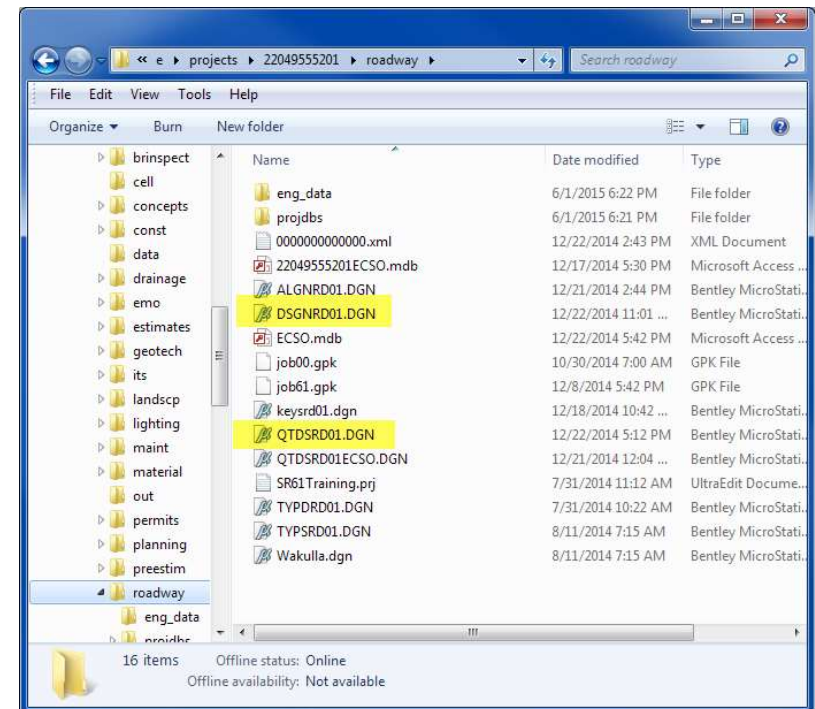 « e ▸ projects ▸ 22049555201 ▸ roadway ▸ Search roadway
File Edit View Tools Help
Organize ▾ Burn New folder
brinspect
cell
concepts
const
data
drainage
emo
estimates
geotech
its
landscp
lighting
maint
material
out
permits
planning
preestim
roadway
eng_data
projdbs
Name Date modified Type
eng_data 6/1/2015 6:22 PM File folder
projdbs 6/1/2015 6:21 PM File folder
0000000000000.xml 12/22/2014 2:43 PM XML Document
22049555201ECSO.mdb 12/17/2014 5:30 PM Microsoft Access ...
ALGNRD01.DGN 12/21/2014 2:44 PM Bentley MicroStati...
DSGNRD01.DGN 12/22/2014 11:01 ... Bentley MicroStati...
ECSO.mdb 12/22/2014 5:42 PM Microsoft Access ...
job00.gpk 10/30/2014 7:00 AM GPK File
job61.gpk 12/8/2014 5:42 PM GPK File
keysrd01.dgn 12/18/2014 10:42 ... Bentley MicroStati...
QTDSRD01.DGN 12/22/2014 5:12 PM Bentley MicroStati...
QTDSRD01ECSO.DGN 12/21/2014 12:04 ... Bentley MicroStati...
SR61Training.prj 7/31/2014 11:12 AM UltraEdit Docume...
TYPDRD01.DGN 7/31/2014 10:22 AM Bentley MicroStati...
TYPSRD01.DGN 8/11/2014 7:15 AM Bentley MicroStati...
Wakulla.dgn 8/11/2014 7:15 AM Bentley MicroStati...
16 items Offline status: Online
Offline availability: Not available